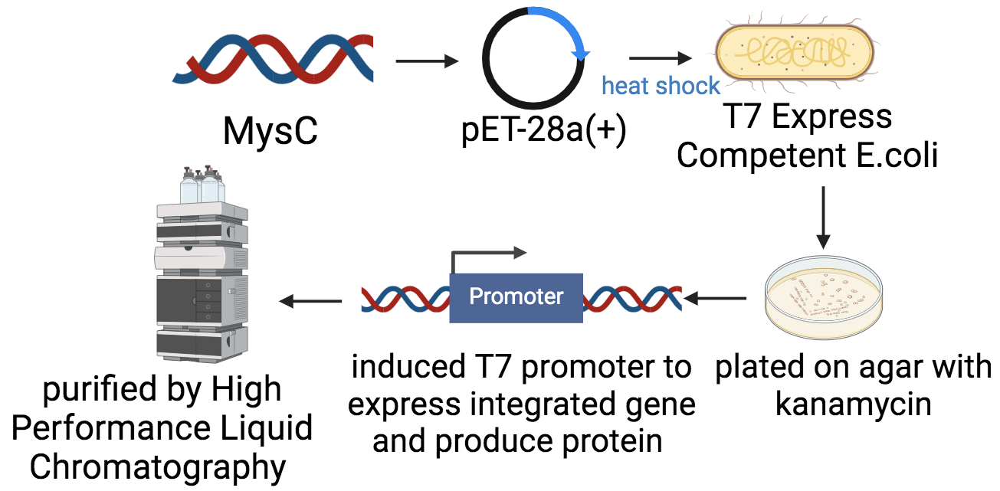 MysC
pET-28a(+)
heat shock
T7 Express
Competent E.coli
plated on agar with
kanamycin
Promoter
induced T7 promoter to
express integrated gene
and produce protein
purified by High
Performance Liquid
Chromatography